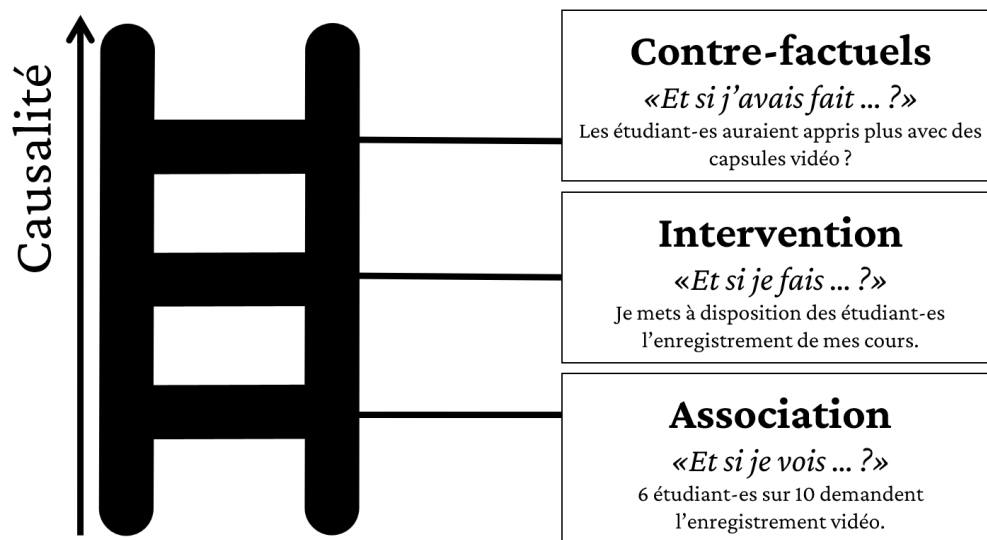 Causalité
Contre-factuels
«Et si j’avais fait ... ?»
Les étudiant-es auraient appris plus avec des
capsules vidéo ?
Intervention
«Et si je fais ... ?»
Je mets à disposition des étudiant-es
l’enregistrement de mes cours.
Association
«Et si je vois ... ?»
6 étudiant-es sur 10 demandent
l’enregistrement vidéo.